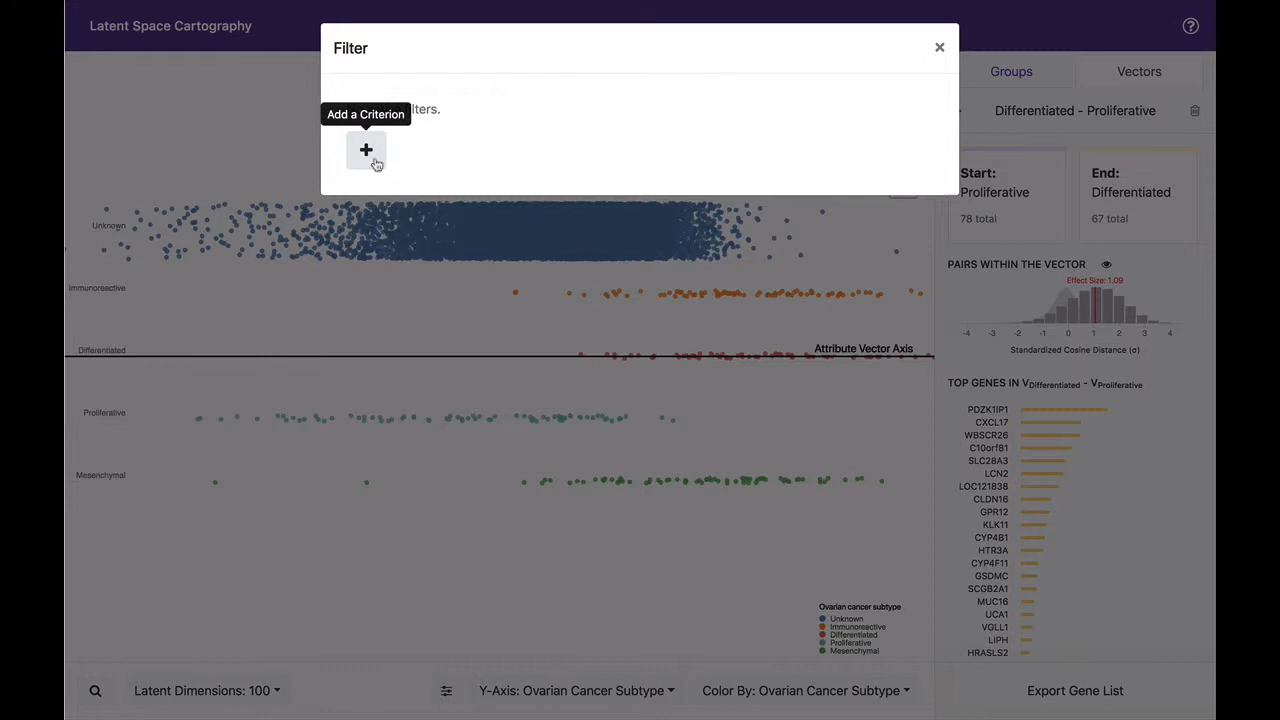 Latent Space Cartography
Filter
×
Add a Criterion
lters.
+
Groups
Vectors
Differentiated - Proliferative
Start:
Proliferative
78 total
End:
Differentiated
67 total
PAIRS WITHIN THE VECTOR
Effect Size: 1.09
-4 -3 -2 -1 0 1 2 3 4
Standardized Cosine Distance (σ)
TOP GENES IN VDifferentiated - VProliferative
PDZK1IP1
CXCL17
WBSCR26
C10orf81
SLC28A3
LCN2
LOC121838
CLDN16
GPR12
KLK11
CYP4B1
HTR3A
CYP4F11
GSDMC
SCGB2A1
MUC16
UCA1
VGLL1
LIPH
HRASLS2
Unknown
Immunoreactive
Differentiated
Attribute Vector Axis
Proliferative
Mesenchymal
Ovarian cancer subtype
Unknown
Immunoreactive
Differentiated
Proliferative
Mesenchymal
Latent Dimensions: 100
Y-Axis: Ovarian Cancer Subtype
Color By: Ovarian Cancer Subtype
Export Gene List